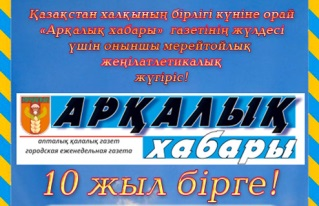 Қазақстан халқының бірлігі күніне орай
«Арқалық хабары» газетінің жүлдесі
үшін оныншы мерейтойлық
жеңілатлетикалық
жүгіріс!
АРҚАЛЫҚ
хабары
апталық қалалық газет
городская еженедельная газета
10 жыл бірге!